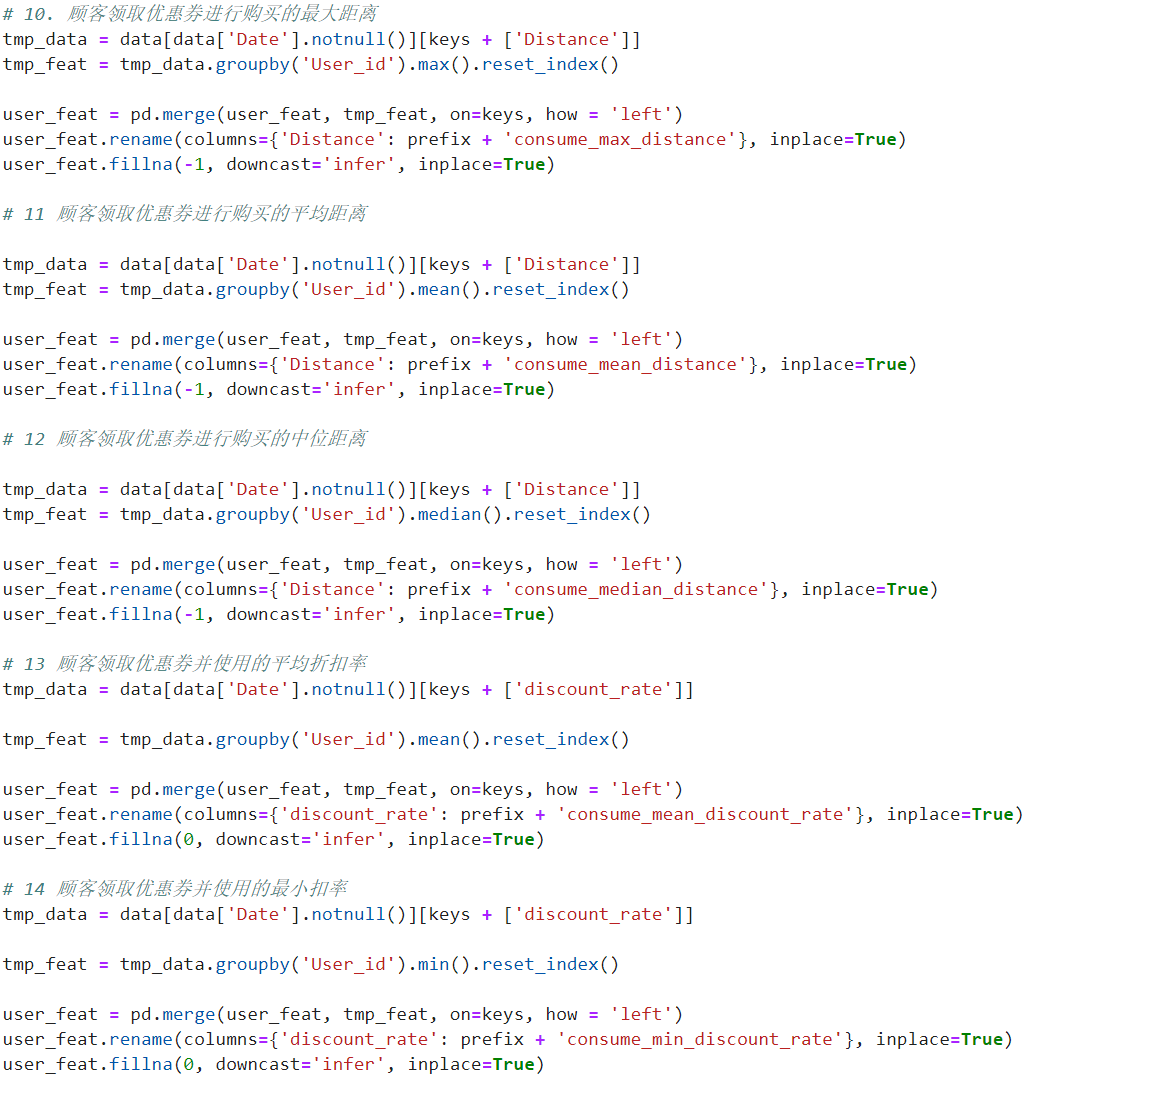 # 10. 顾客领取优惠券进行购买的最大距离
tmp_data = data[data['Date'].notnull()][keys + ['Distance']]
tmp_feat = tmp_data.groupby('User_id').max().reset_index()
user_feat = pd.merge(user_feat, tmp_feat, on=keys, how = 'left')
user_feat.rename(columns={'Distance': prefix + 'consume_max_distance'}, inplace=True)
user_feat.fillna(-1, downcast='infer', inplace=True)
# 11 顾客领取优惠券进行购买的平均距离
tmp_data = data[data['Date'].notnull()][keys + ['Distance']]
tmp_feat = tmp_data.groupby('User_id').mean().reset_index()
user_feat = pd.merge(user_feat, tmp_feat, on=keys, how = 'left')
user_feat.rename(columns={'Distance': prefix + 'consume_mean_distance'}, inplace=True)
user_feat.fillna(-1, downcast='infer', inplace=True)
# 12 顾客领取优惠券进行购买的中位距离
tmp_data = data[data['Date'].notnull()][keys + ['Distance']]
tmp_feat = tmp_data.groupby('User_id').median().reset_index()
user_feat = pd.merge(user_feat, tmp_feat, on=keys, how = 'left')
user_feat.rename(columns={'Distance': prefix + 'consume_median_distance'}, inplace=True)
user_feat.fillna(-1, downcast='infer', inplace=True)
# 13 顾客领取优惠券并使用的平均折扣率
tmp_data = data[data['Date'].notnull()][keys + ['discount_rate']]
tmp_feat = tmp_data.groupby('User_id').mean().reset_index()
user_feat = pd.merge(user_feat, tmp_feat, on=keys, how = 'left')
user_feat.rename(columns={'discount_rate': prefix + 'consume_mean_discount_rate'}, inplace=True)
user_feat.fillna(0, downcast='infer', inplace=True)
# 14 顾客领取优惠券并使用的最小扣率
tmp_data = data[data['Date'].notnull()][keys + ['discount_rate']]
tmp_feat = tmp_data.groupby('User_id').min().reset_index()
user_feat = pd.merge(user_feat, tmp_feat, on=keys, how = 'left')
user_feat.rename(columns={'discount_rate': prefix + 'consume_min_discount_rate'}, inplace=True)
user_feat.fillna(0, downcast='infer', inplace=True)